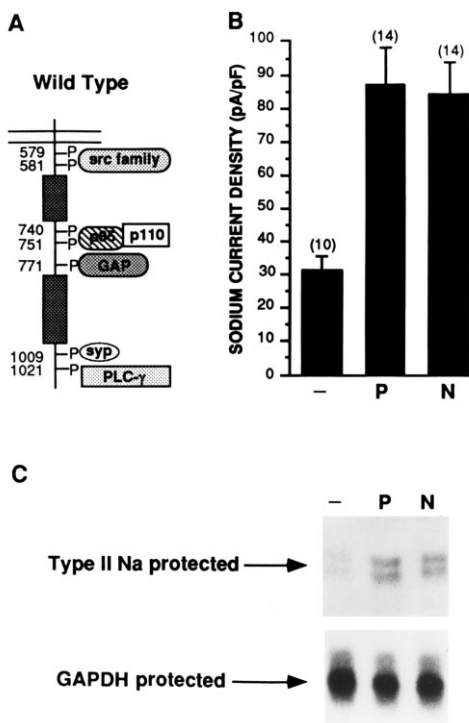 A
Wild Type
579
581
P
P
src family
740
751
P
P
p85
p110
771
P
GAP
1009
1021
P
P
syp
PLC-γ
B
SODIUM CURRENT DENSITY (pA/pF)
100
90
80
70
60
50
40
30
20
10
0
(10)
(14)
(14)
– P N
C
– P N
Type II Na protected
GAPDH protected